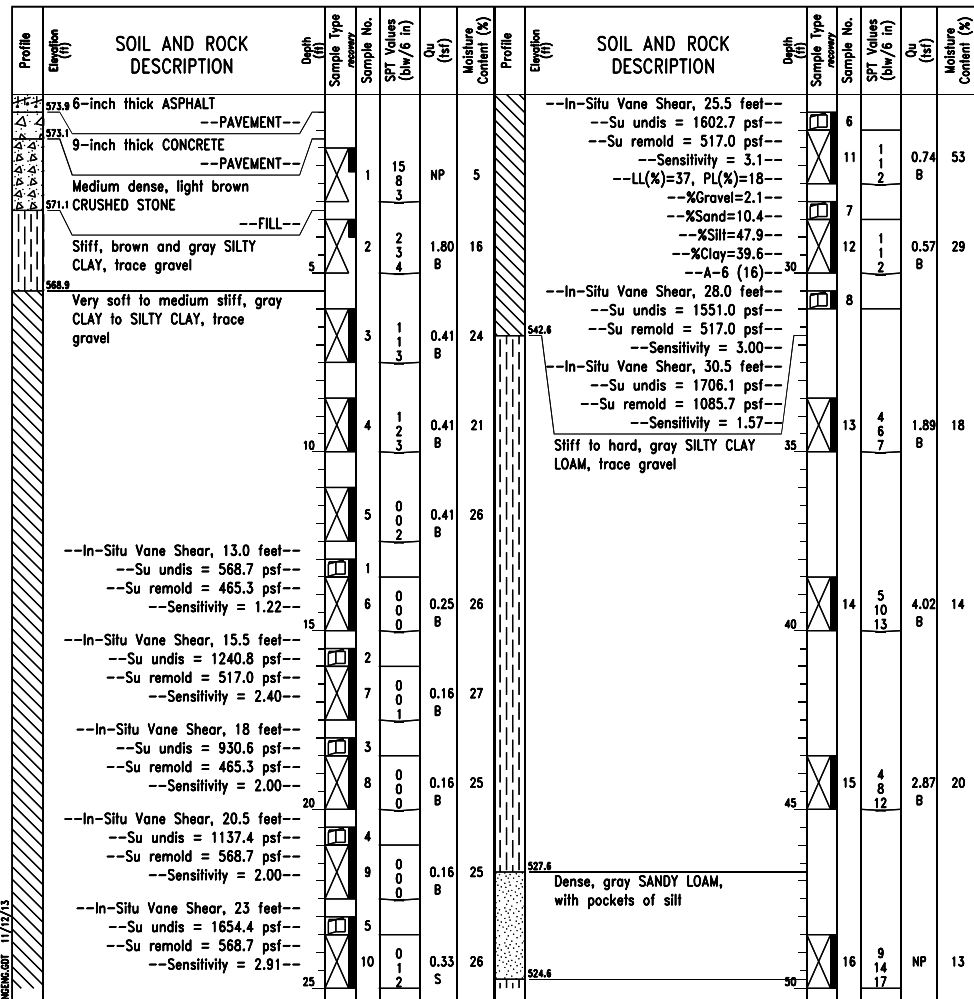 Profile
Elevation (ft)
SOIL AND ROCK
DESCRIPTION
Depth (ft)
Sample Type
recovery
Sample No.
SPT Values (blw/6 in)
Qu (tsf)
Moisture Content (%)
573.9 6-inch thick ASPHALT
--PAVEMENT--
573.1
9-inch thick CONCRETE
--PAVEMENT--
1
15
8
3
NP
5
Medium dense, light brown
CRUSHED STONE
571.1
--FILL--
Stiff, brown and gray SILTY
CLAY, trace gravel
2
2
3
4
1.80
B
16
5
568.9
Very soft to medium stiff, gray
CLAY to SILTY CLAY, trace
gravel
3
1
1
3
0.41
B
24
4
1
2
3
0.41
B
21
10
5
0
0
2
0.41
B
26
--In-Situ Vane Shear, 13.0 feet--
--Su undis = 568.7 psf--
1
--Su remold = 465.3 psf--
--Sensitivity = 1.22--
6
0
0
0
0.25
B
26
15
--In-Situ Vane Shear, 15.5 feet--
--Su undis = 1240.8 psf--
2
--Su remold = 517.0 psf--
--Sensitivity = 2.40--
7
0
0
1
0.16
B
27
--In-Situ Vane Shear, 18 feet--
--Su undis = 930.6 psf--
3
--Su remold = 465.3 psf--
--Sensitivity = 2.00--
8
0
0
0
0.16
B
25
20
--In-Situ Vane Shear, 20.5 feet--
--Su undis = 1137.4 psf--
4
--Su remold = 568.7 psf--
--Sensitivity = 2.00--
9
0
0
0
0.16
B
25
--In-Situ Vane Shear, 23 feet--
--Su undis = 1654.4 psf--
5
--Su remold = 568.7 psf--
--Sensitivity = 2.91--
10
0
1
2
0.33
S
26
25
11/12/13
Profile
Elevation (ft)
SOIL AND ROCK
DESCRIPTION
Depth (ft)
Sample Type
recovery
Sample No.
SPT Values (blw/6 in)
Qu (tsf)
Moisture Content (%)
--In-Situ Vane Shear, 25.5 feet--
--Su undis = 1602.7 psf--
6
--Su remold = 517.0 psf--
--Sensitivity = 3.1--
11
1
1
2
0.74
B
53
--LL(%)=37, PL(%)=18--
--%Gravel=2.1--
--%Sand=10.4--
7
--%Silt=47.9--
--%Clay=39.6--
12
1
1
2
0.57
B
29
--A-6 (16)--
30
--In-Situ Vane Shear, 28.0 feet--
--Su undis = 1551.0 psf--
8
--Su remold = 517.0 psf--
542.6
--Sensitivity = 3.00--
--In-Situ Vane Shear, 30.5 feet--
--Su undis = 1706.1 psf--
--Su remold = 1085.7 psf--
--Sensitivity = 1.57--
13
4
6
7
1.89
B
18
35
Stiff to hard, gray SILTY CLAY
LOAM, trace gravel
14
5
10
13
4.02
B
14
40
15
4
8
12
2.87
B
20
45
527.6
Dense, gray SANDY LOAM,
with pockets of silt
16
9
14
17
NP
13
524.6
50